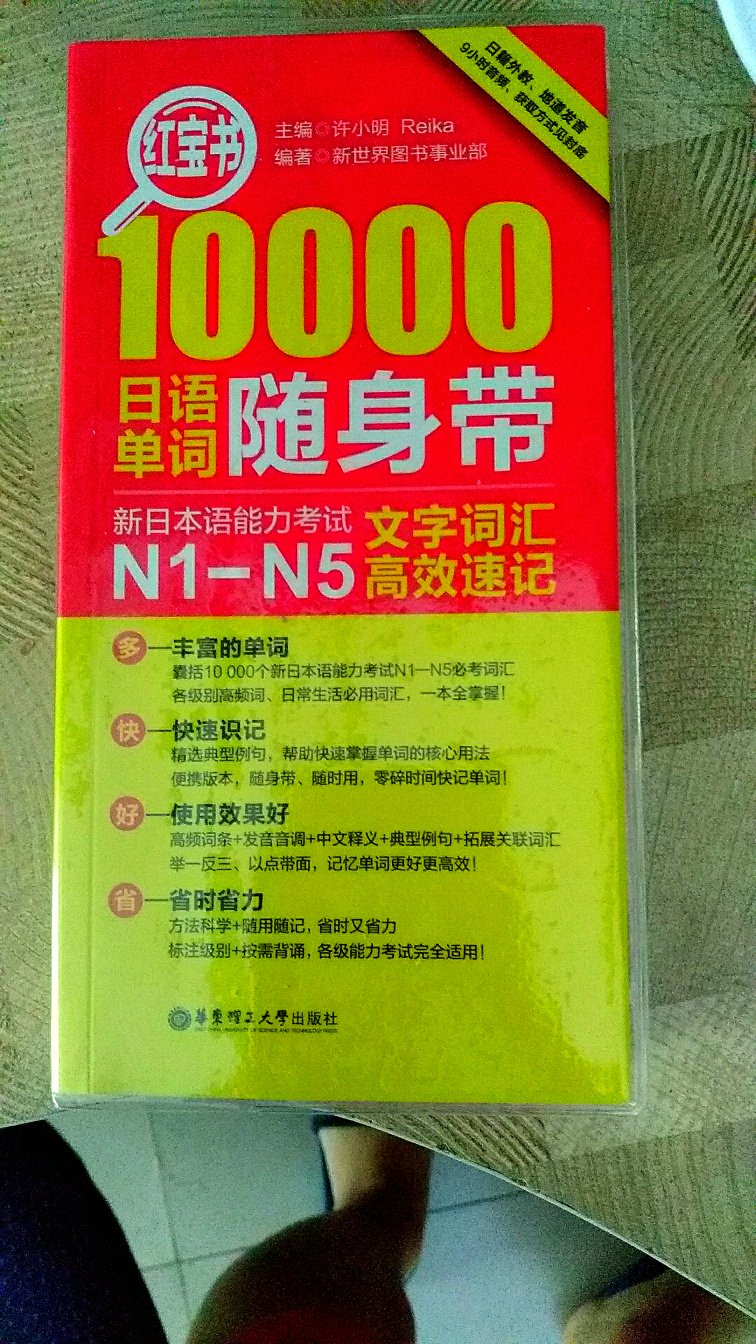 日籍外教、地道发音
9小时音频、获取方式见封底
红宝书
主编◎许小明 Reika
编著◎新世界图书事业部
10000
日语
单词
随身带
新日本语能力考试
N1-N5
文字词汇
高效速记
多—丰富的单词
囊括10 000个新日本语能力考试N1—N5必考词汇
各级别高频词、日常生活必用词汇，一本全掌握！
快—快速识记
精选典型例句，帮助快速掌握单词的核心用法
便携版本，随身带、随时用，零碎时间快记单词！
好—使用效果好
高频词条+发音音调+中文释义+典型例句+拓展关联词汇
举一反三、以点带面，记忆单词更好更高效！
省—省时省力
方法科学+随用随记，省时又省力
标注级别+按需背诵，各级能力考试完全适用！
华东理工大学出版社
EAST CHINA UNIVERSITY OF SCIENCE AND TECHNOLOGY PRESS